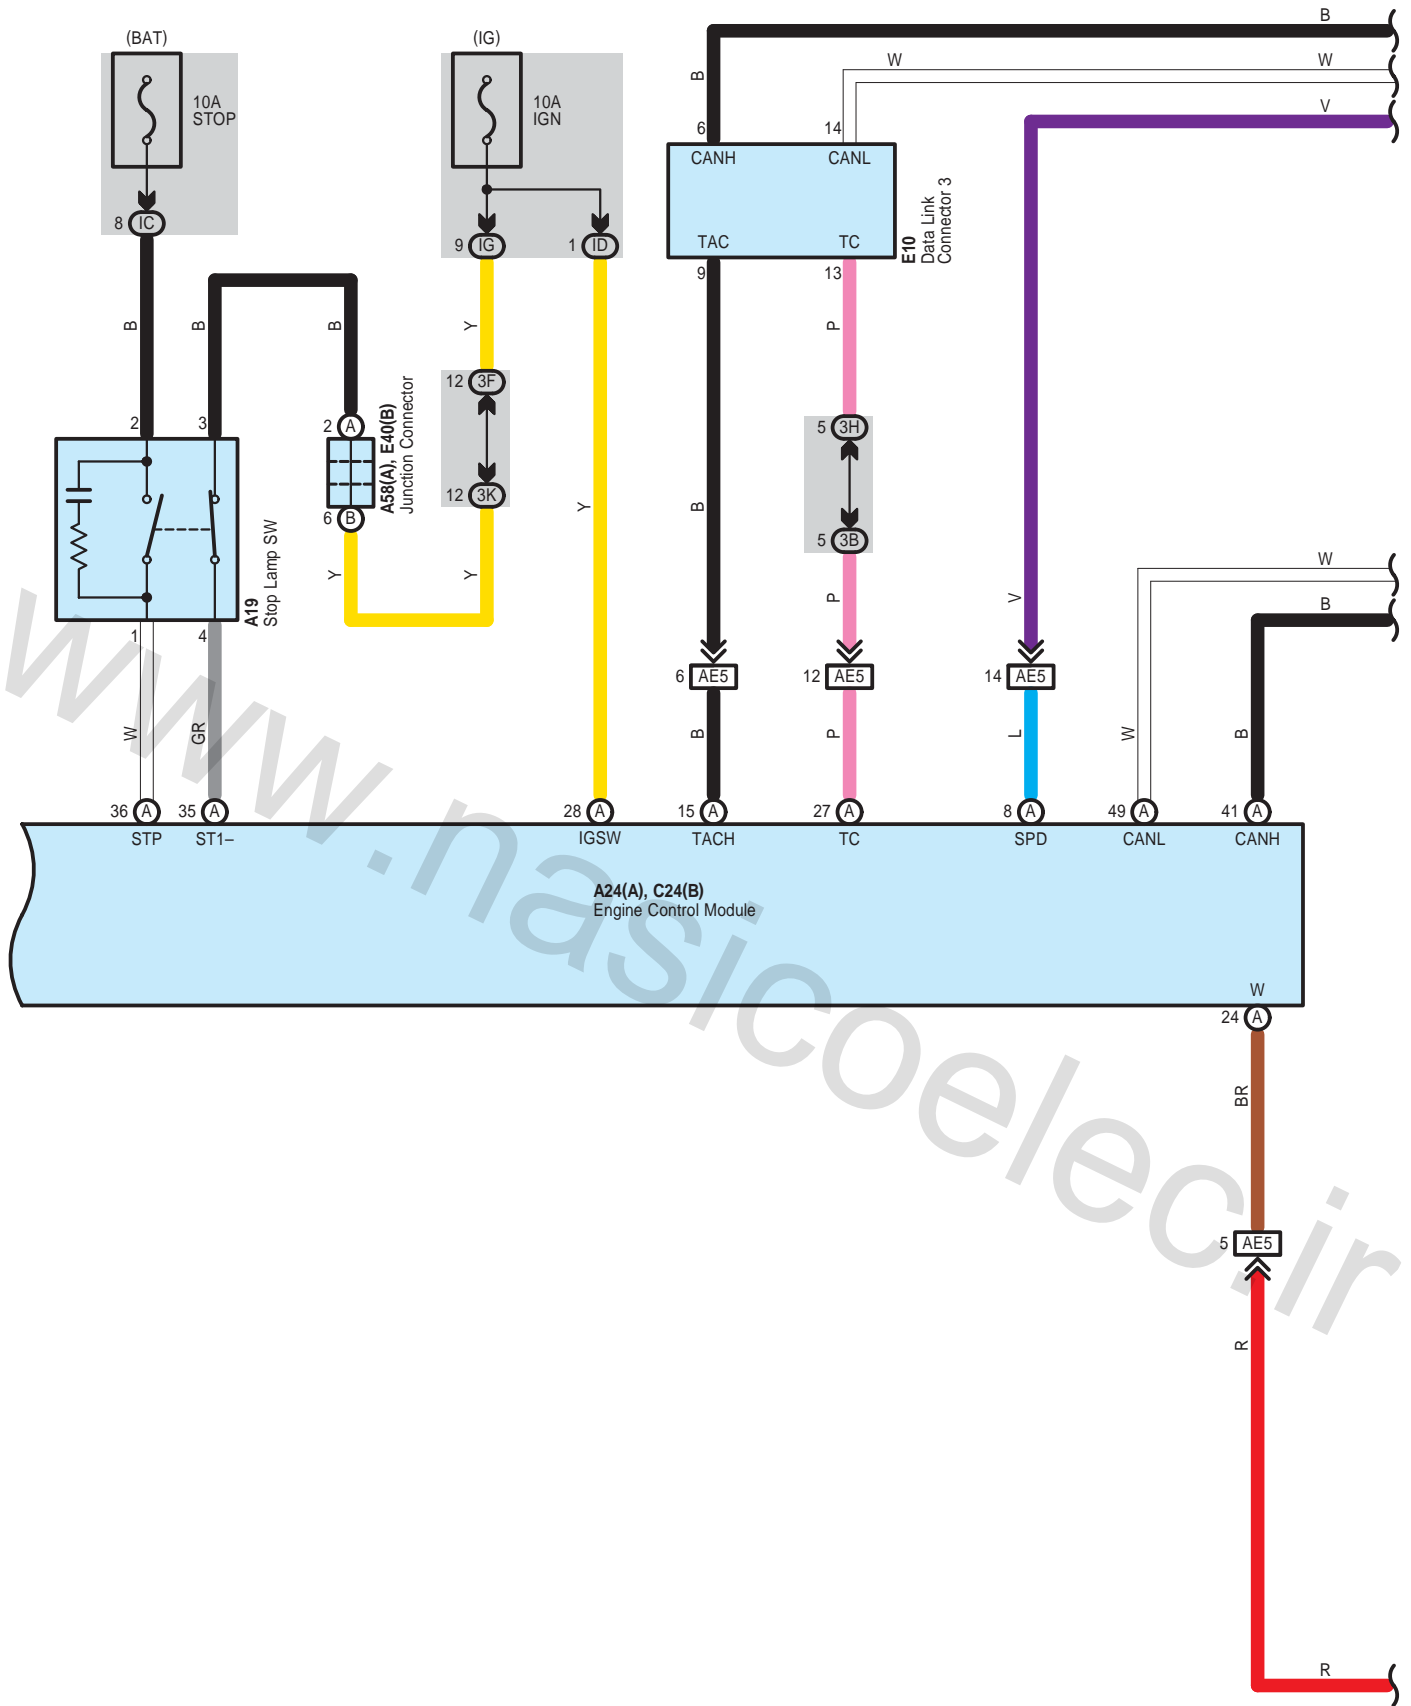 B
(BAT)
(IG)
W
W
B
10A
STOP
10A
IGN
V
6
14
CANH
CANL
E10
Data Link
Connector 3
8 IC
9 IG
1 ID
TAC
TC
9
13
B
B
B
Y
P
12 3F
A58(A), E40(B)
Junction Connector
2
3
2 A
5 3H
12 3K
B
Y
6 B
5 3B
A19
Stop Lamp SW
Y
Y
W
P
V
B
1
4
6 AE5
12 AE5
14 AE5
W
GR
B
P
L
W
B
36 A
35 A
28 A
15 A
27 A
8 A
49 A
41 A
STP
ST1–
IGSW
TACH
TC
SPD
CANL
CANH
A24(A), C24(B)
Engine Control Module
W
24 A
BR
5 AE5
R
R
www.nasicoelec.ir